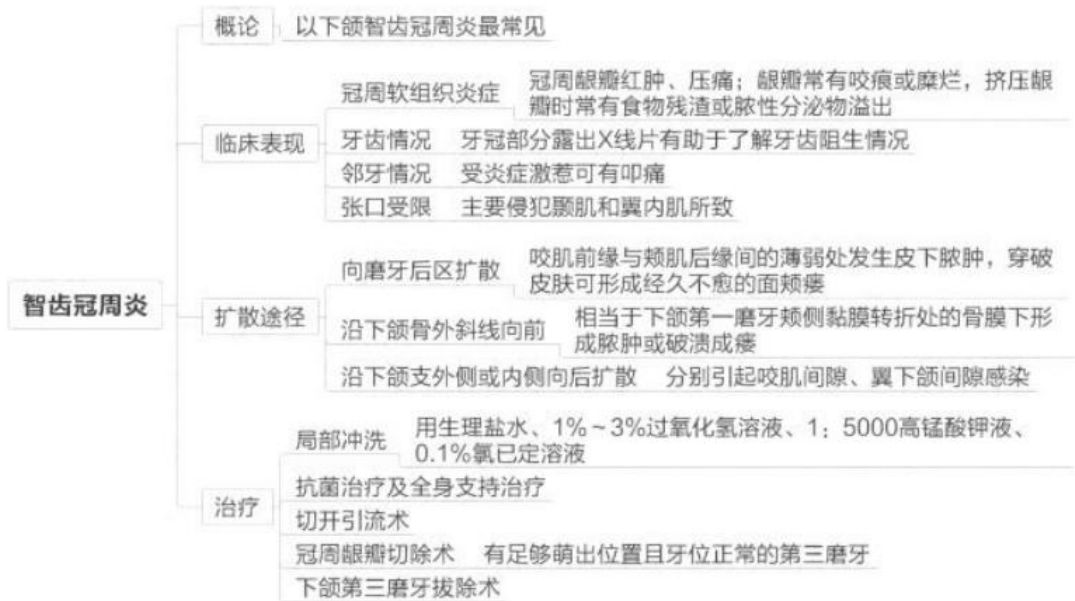 智齿冠周炎
概论
以下颌智齿冠周炎最常见
临床表现
冠周软组织炎症
冠周龈瓣红肿、压痛；龈瓣常有咬痕或糜烂，挤压龈
瓣时常有食物残渣或脓性分泌物溢出
牙齿情况
牙冠部分露出X线片有助于了解牙齿阻生情况
邻牙情况
受炎症激惹可有叩痛
张口受限
主要侵犯颞肌和翼内肌所致
扩散途径
向磨牙后区扩散
咬肌前缘与颊肌后缘间的薄弱处发生皮下脓肿，穿破
皮肤可形成经久不愈的面颊瘘
沿下颌骨外斜线向前
相当于下颌第一磨牙颊侧黏膜转折处的骨膜下形
成脓肿或破溃成瘘
沿下颌支外侧或内侧向后扩散
分别引起咬肌间隙、翼下颌间隙感染
治疗
局部冲洗
用生理盐水、1%～3%过氧化氢溶液、1：5000高锰酸钾液、
0.1%氯已定溶液
抗菌治疗及全身支持治疗
切开引流术
冠周龈瓣切除术
有足够萌出位置且牙位正常的第三磨牙
下颌第三磨牙拔除术